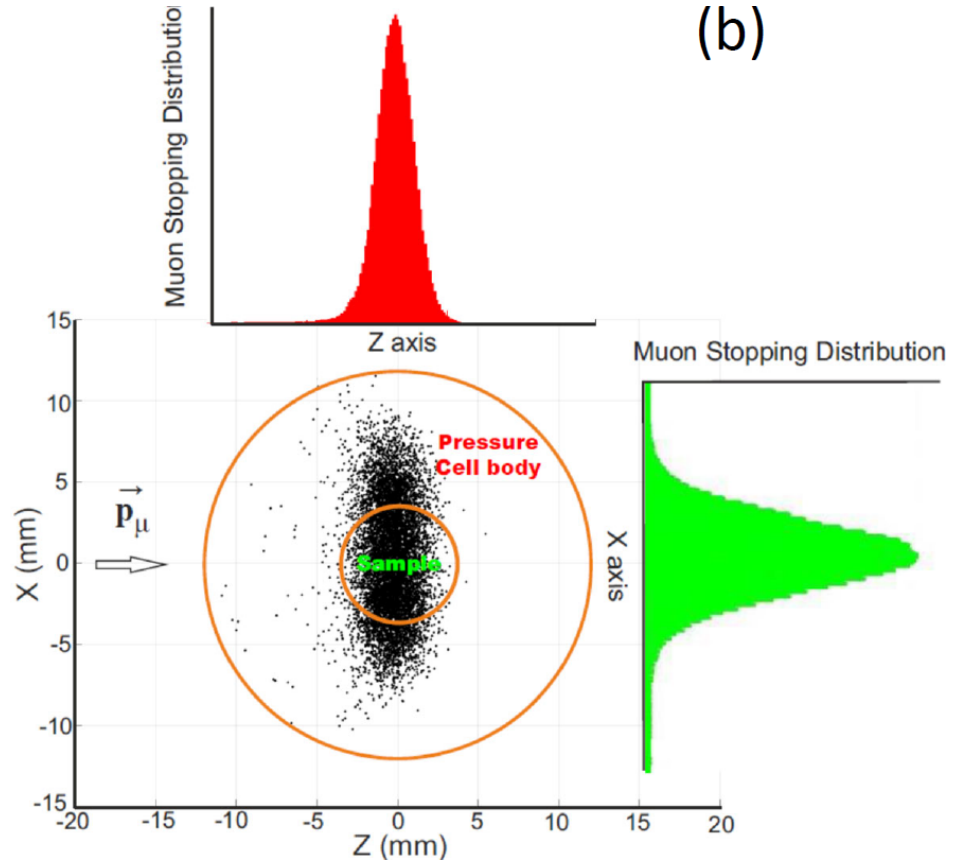 (b)
Muon Stopping Distributio
Z axis
Muon Stopping Distribution
X axis
Pressure
Cell body
Sample
p μ
X (mm)
15
10
5
0
-5
-10
-15
-20
-15
-10
-5
0
5
10
15
20
Z (mm)